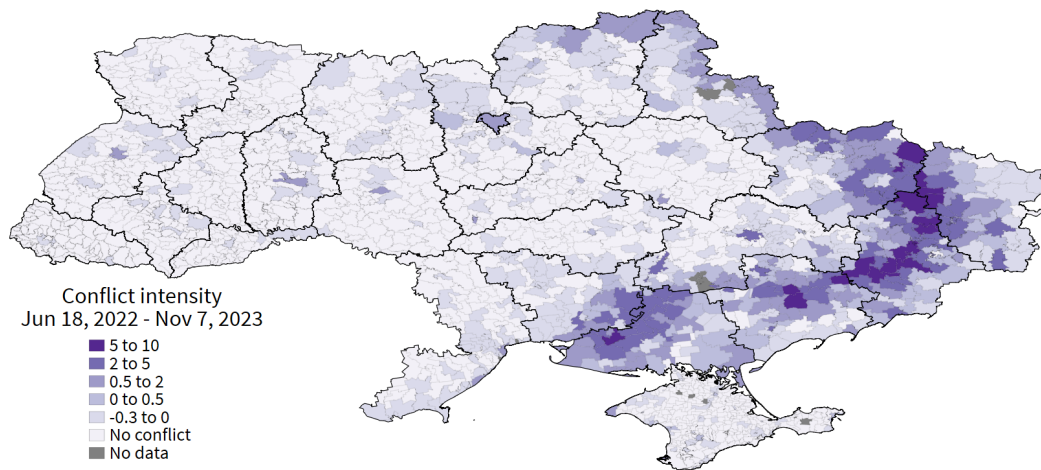 Conflict intensity
Jun 18, 2022 - Nov 7, 2023
5 to 10
2 to 5
0.5 to 2
0 to 0.5
-0.3 to 0
No conflict
No data